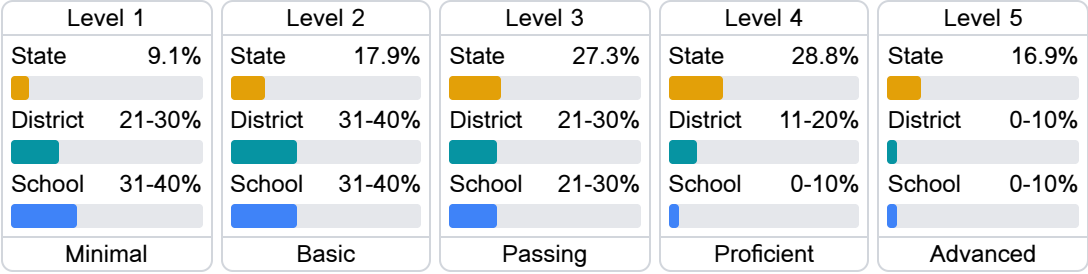 Level 1
State 9.1%
District 21-30%
School 31-40%
Minimal
Level 2
State 17.9%
District 31-40%
School 31-40%
Basic
Level 3
State 27.3%
District 21-30%
School 21-30%
Passing
Level 4
State 28.8%
District 11-20%
School 0-10%
Proficient
Level 5
State 16.9%
District 0-10%
School 0-10%
Advanced